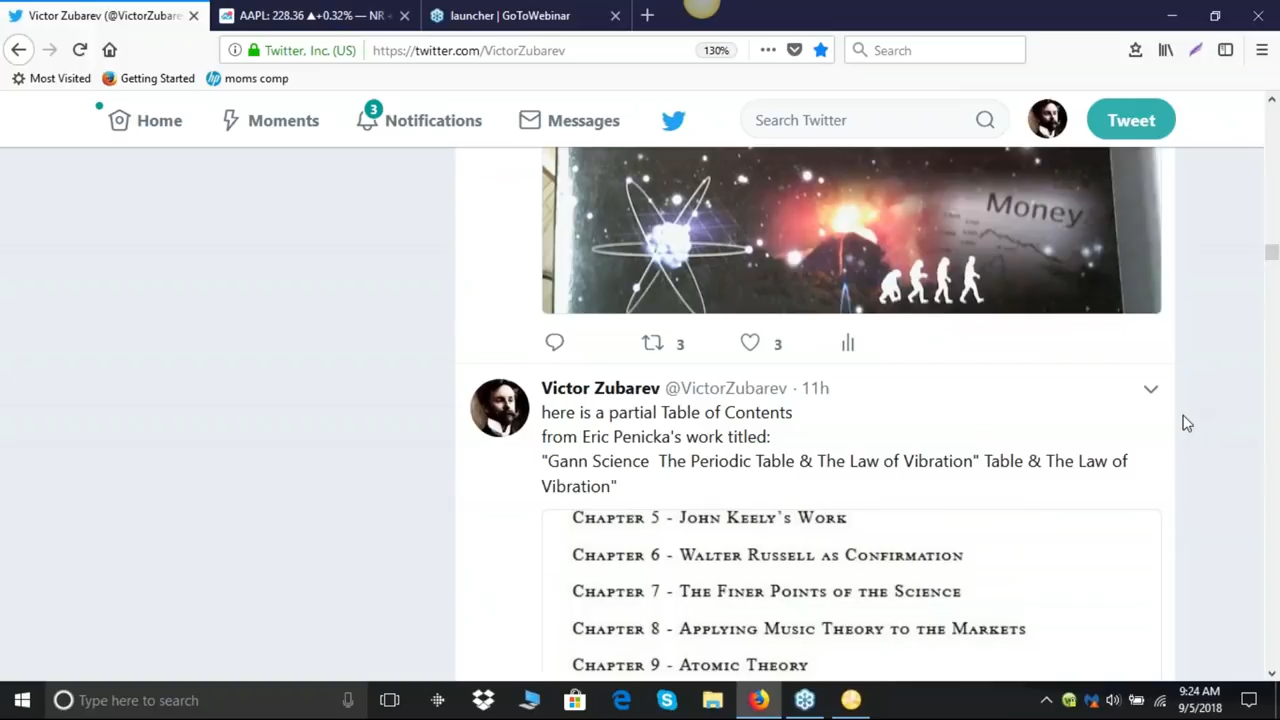 Victor Zubarev (@VictorZubare
AAPL: 228.36 ▲+0.32% — NR
launcher | GoToWebinar
Twitter, Inc. (US)
https://twitter.com/VictorZubarev
130%
Search
Most Visited
Getting Started
moms comp
Home
Moments
3
Notifications
Messages
Search Twitter
Tweet
Money
3
3
Victor Zubarev @VictorZubarev · 11h
here is a partial Table of Contents
from Eric Penicka's work titled:
"Gann Science The Periodic Table & The Law of Vibration" Table & The Law of
Vibration"
Chapter 5 - John Keely's Work
Chapter 6 - Walter Russell as Confirmation
Chapter 7 - The Finer Points of the Science
Chapter 8 - Applying Music Theory to the Markets
Chapter 9 - Atomic Theory
Type here to search
9:24 AM
9/5/2018